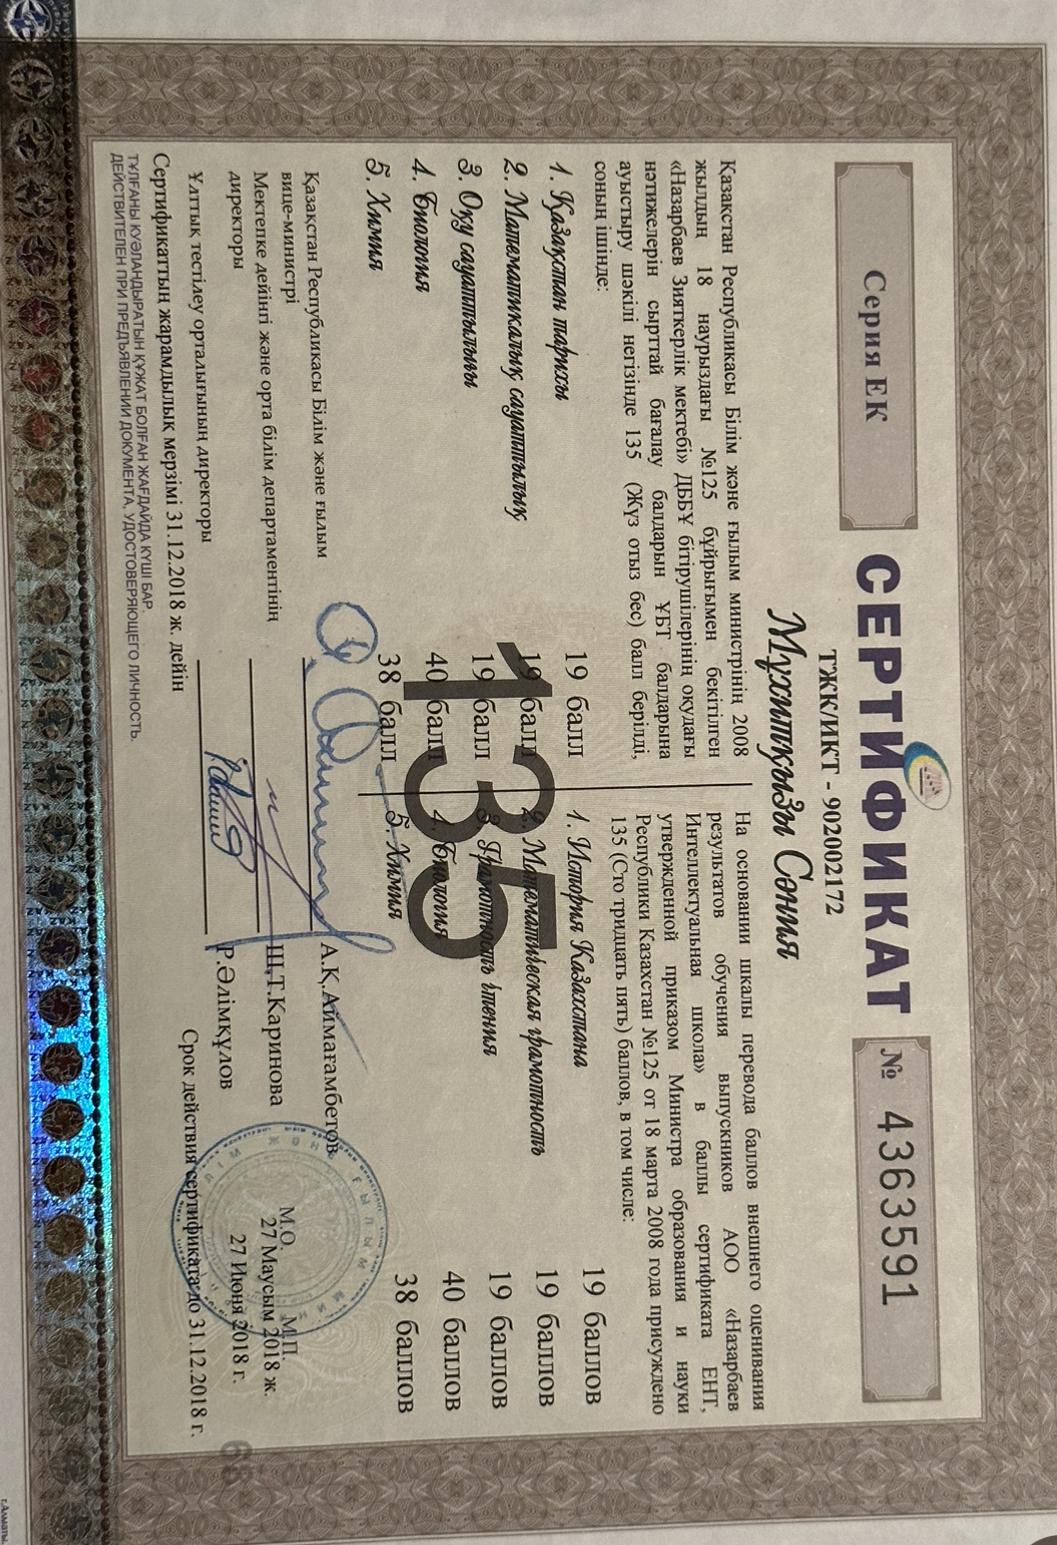 Серия ЕК
СЕРТИФИКАТ
№ 4363591
ТЖК/ИКТ - 902002172
Мұхитқызы Сәния
Қазақстан Республикасы Білім және ғылым министрінің 2008
жылдың 18 наурыздағы №125 бұйрығымен бекітілген
«Назарбаев Зияткерлік мектебі» ДББҰ бітірушілерінің оқудағы
нәтижелерін сырттай бағалау балдарын ҰБТ балдарына
ауыстыру шәкілі негізінде 135 (Жүз отыз бес) балл берілді,
соның ішінде:
1. Қазақстан тарихы 19 балл
2. Математикалық сауаттылық 19 балл
3. Оқу сауаттылығы 19 балл
4. Биология 40 балл
5. Химия 38 балл
На основании шкалы перевода баллов внешнего оценивания
результатов обучения выпускников АОО «Назарбаев
Интеллектуальная школа» в баллы сертификата ЕНТ,
утвержденной приказом Министра образования и науки
Республики Казахстан №125 от 18 марта 2008 года присуждено
135 (Сто тридцать пять) баллов, в том числе:
1. История Казахстана 19 баллов
2. Математическая грамотность 19 баллов
3. Грамотность чтения 19 баллов
4. Биология 40 баллов
5. Химия 38 баллов
135
Қазақстан Республикасы Білім және ғылым
вице-министрі
А.Қ.Аймағамбетов
Мектепке дейінгі және орта білім департаментінің
директоры
Ш.Т.Каринова
Ұлттық тестілеу орталығының директоры
Р.Әлімқұлов
М.О. М.П.
27 Маусым 2018 ж.
27 Июня 2018 г.
Сертификаттың жарамдылық мерзімі 31.12.2018 ж. дейін
Срок действия сертификата: по 31.12.2018 г.
ТҰЛҒАНЫ КУӘЛАНДЫРАТЫН ҚҰЖАТ БОЛҒАН ЖАҒДАЙДА КҮШІ БАР.
ДЕЙСТВИТЕЛЕН ПРИ ПРЕДЪЯВЛЕНИИ ДОКУМЕНТА, УДОСТОВЕРЯЮЩЕГО ЛИЧНОСТЬ.
68
г.Алматы.